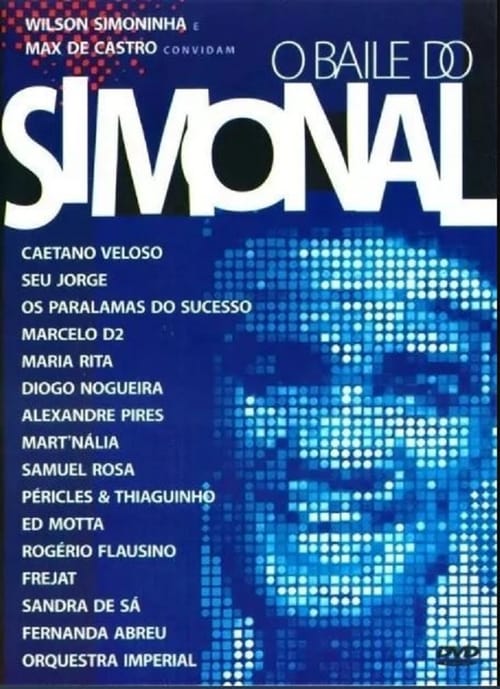 WILSON SIMONINHA E
MAX DE CASTRO CONVIDAM
O BAILE DO
SIMONAL
CAETANO VELOSO
SEU JORGE
OS PARALAMAS DO SUCESSO
MARCELO D2
MARIA RITA
DIOGO NOGUEIRA
ALEXANDRE PIRES
MART'NÁLIA
SAMUEL ROSA
PÉRICLES & THIAGUINHO
ED MOTTA
ROGÉRIO FLAUSINO
FREJAT
SANDRA DE SÁ
FERNANDA ABREU
ORQUESTRA IMPERIAL
DVD